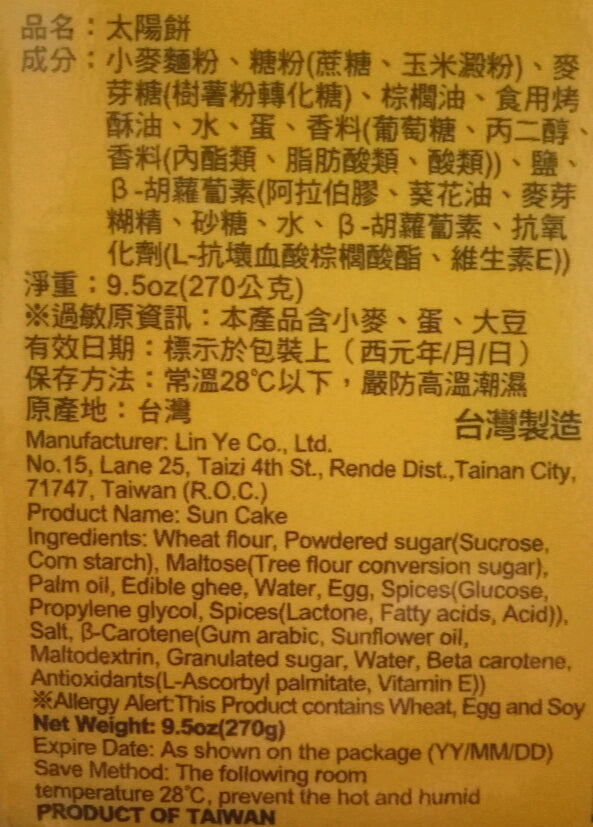 品名：太陽餅
成分：小麥麵粉、糖粉(蔗糖、玉米澱粉)、麥
芽糖(樹薯粉轉化糖)、棕櫚油、食用烤
酥油、水、蛋、香料(葡萄糖、丙二醇、
香料(內酯類、脂肪酸類、酸類))、鹽、
β-胡蘿蔔素(阿拉伯膠、葵花油、麥芽
糊精、砂糖、水、β-胡蘿蔔素、抗氧
化劑(L-抗壞血酸棕櫚酸酯、維生素E))
淨重：9.5oz(270公克)
※過敏原資訊：本產品含小麥、蛋、大豆
有效日期：標示於包裝上（西元年/月/日）
保存方法：常溫28℃以下，嚴防高溫潮濕
原產地：台灣
台灣製造
Manufacturer: Lin Ye Co., Ltd.
No.15, Lane 25, Taizi 4th St., Rende Dist.,Tainan City,
71747, Taiwan (R.O.C.)
Product Name: Sun Cake
Ingredients: Wheat flour, Powdered sugar(Sucrose,
Corn starch), Maltose(Tree flour conversion sugar),
Palm oil, Edible ghee, Water, Egg, Spices(Glucose,
Propylene glycol, Spices(Lactone, Fatty acids, Acid)),
Salt, β-Carotene(Gum arabic, Sunflower oil,
Maltodextrin, Granulated sugar, Water, Beta carotene,
Antioxidants(L-Ascorbyl palmitate, Vitamin E))
※Allergy Alert:This Product contains Wheat, Egg and Soy
Net Weight: 9.5oz(270g)
Expire Date: As shown on the package (YY/MM/DD)
Save Method: The following room
temperature 28℃, prevent the hot and humid
PRODUCT OF TAIWAN